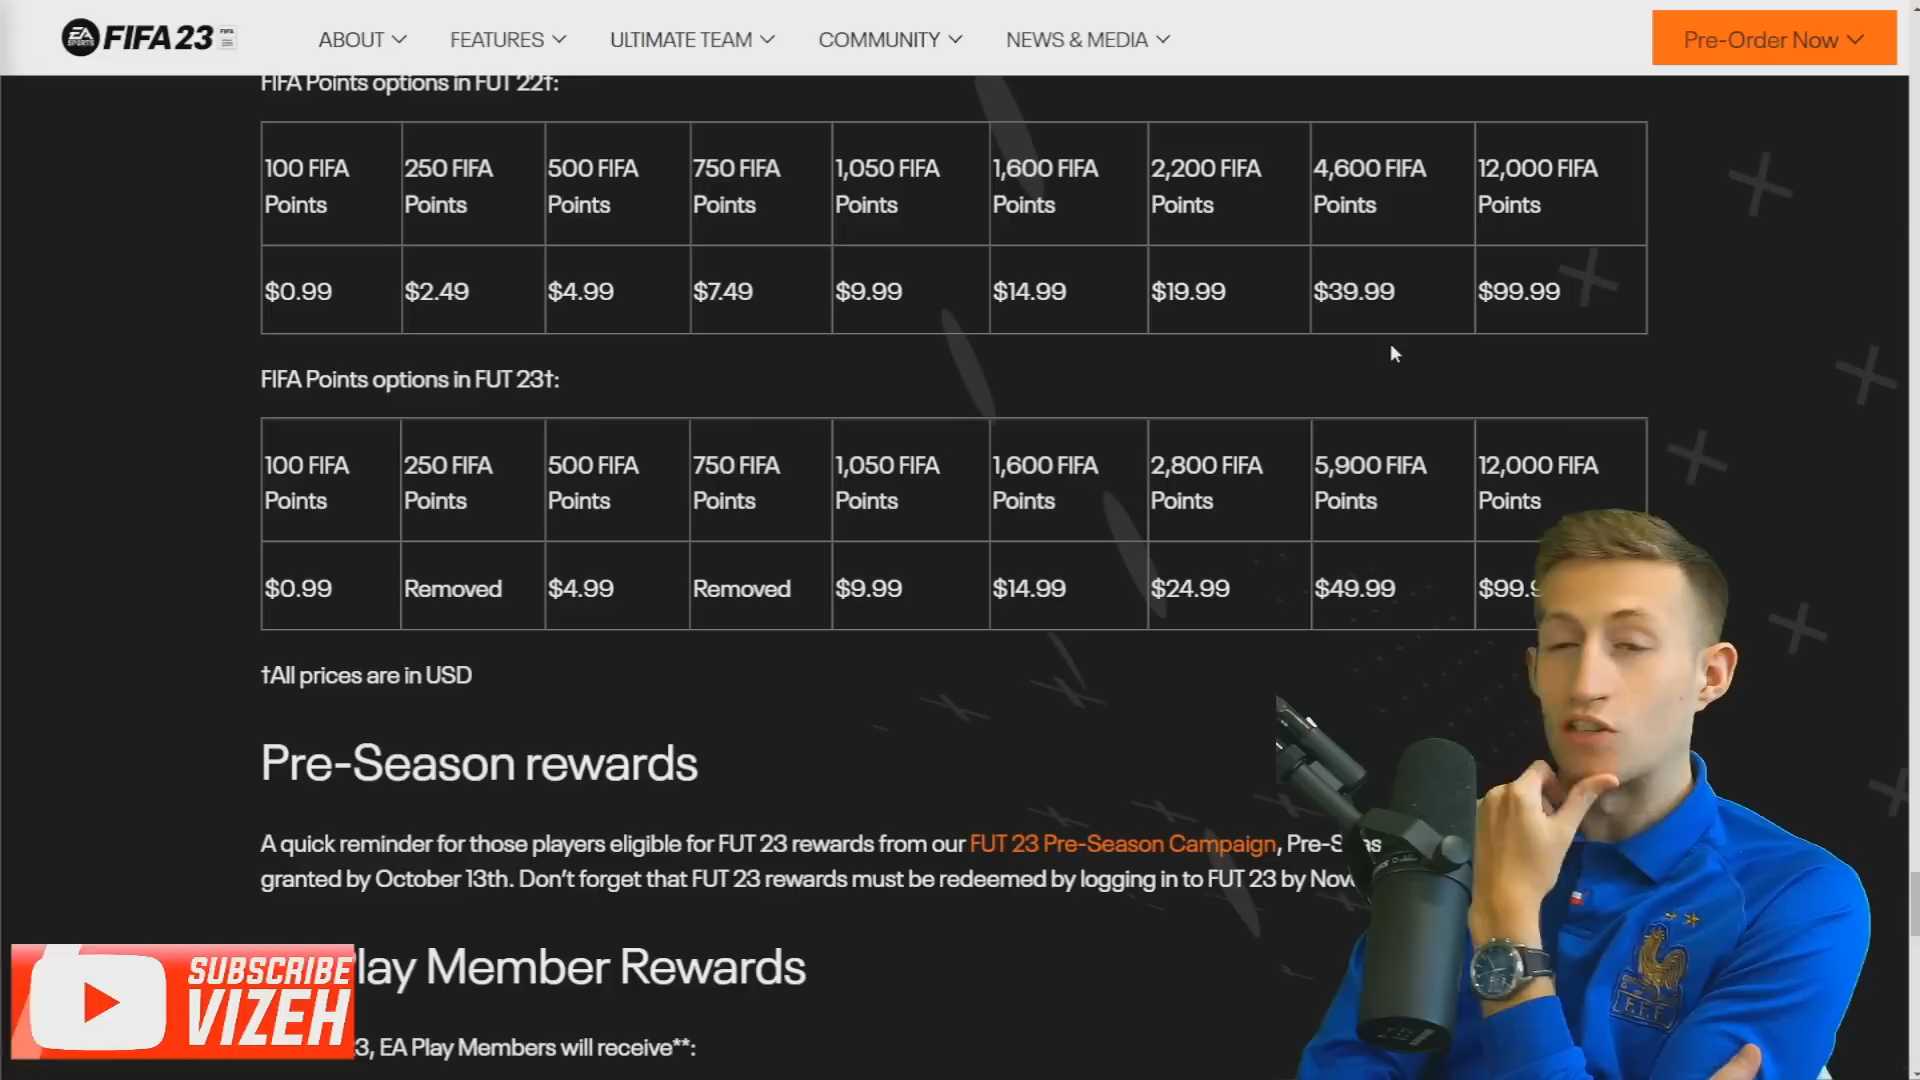 EA SPORTS FIFA 23
ABOUT FEATURES ULTIMATE TEAM COMMUNITY NEWS & MEDIA
Pre-Order Now
FIFA Points options in FUT 22†:
100 FIFA Points 250 FIFA Points 500 FIFA Points 750 FIFA Points 1,050 FIFA Points 1,600 FIFA Points 2,200 FIFA Points 4,600 FIFA Points 12,000 FIFA Points
$0.99 $2.49 $4.99 $7.49 $9.99 $14.99 $19.99 $39.99 $99.99
FIFA Points options in FUT 23†:
100 FIFA Points 250 FIFA Points 500 FIFA Points 750 FIFA Points 1,050 FIFA Points 1,600 FIFA Points 2,800 FIFA Points 5,900 FIFA Points 12,000 FIFA Points
$0.99 Removed $4.99 Removed $9.99 $14.99 $24.99 $49.99 $99.9
†All prices are in USD
Pre-Season rewards
A quick reminder for those players eligible for FUT 23 rewards from our FUT 23 Pre-Season Campaign, Pre-S
granted by October 13th. Don't forget that FUT 23 rewards must be redeemed by logging in to FUT 23 by Nov
lay Member Rewards
3, EA Play Members will receive**:
SUBSCRIBE
VIZEH
F.F.F